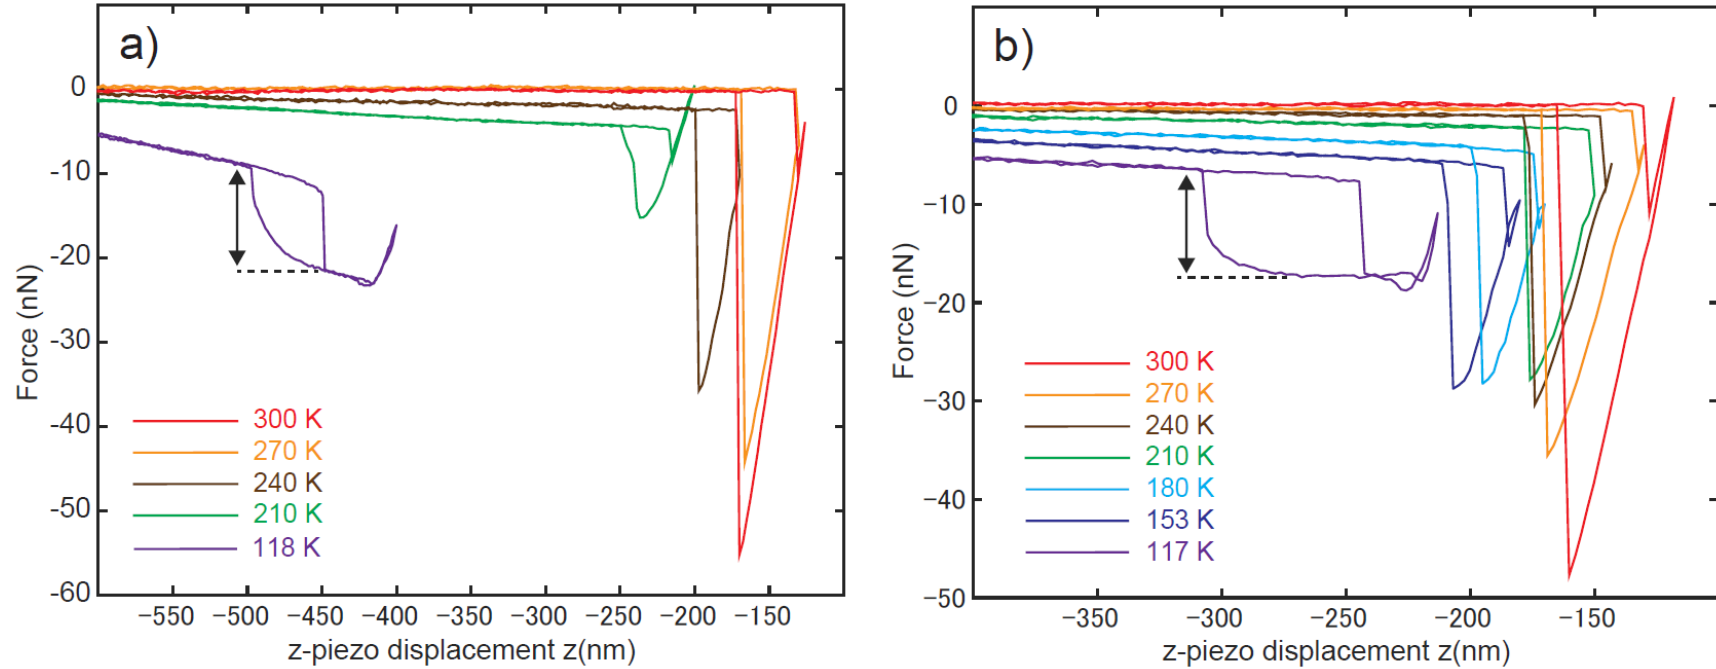 a)
0
-10
-20
-30
-40
-50
-60
Force (nN)
300 K
270 K
240 K
210 K
118 K
−550 −500 −450 −400 −350 −300 −250 −200 −150
z-piezo displacement z(nm)
b)
0
−10
−20
−30
−40
−50
Force (nN)
300 K
270 K
240 K
210 K
180 K
153 K
117 K
−350 −300 −250 −200 −150
z-piezo displacement z(nm)